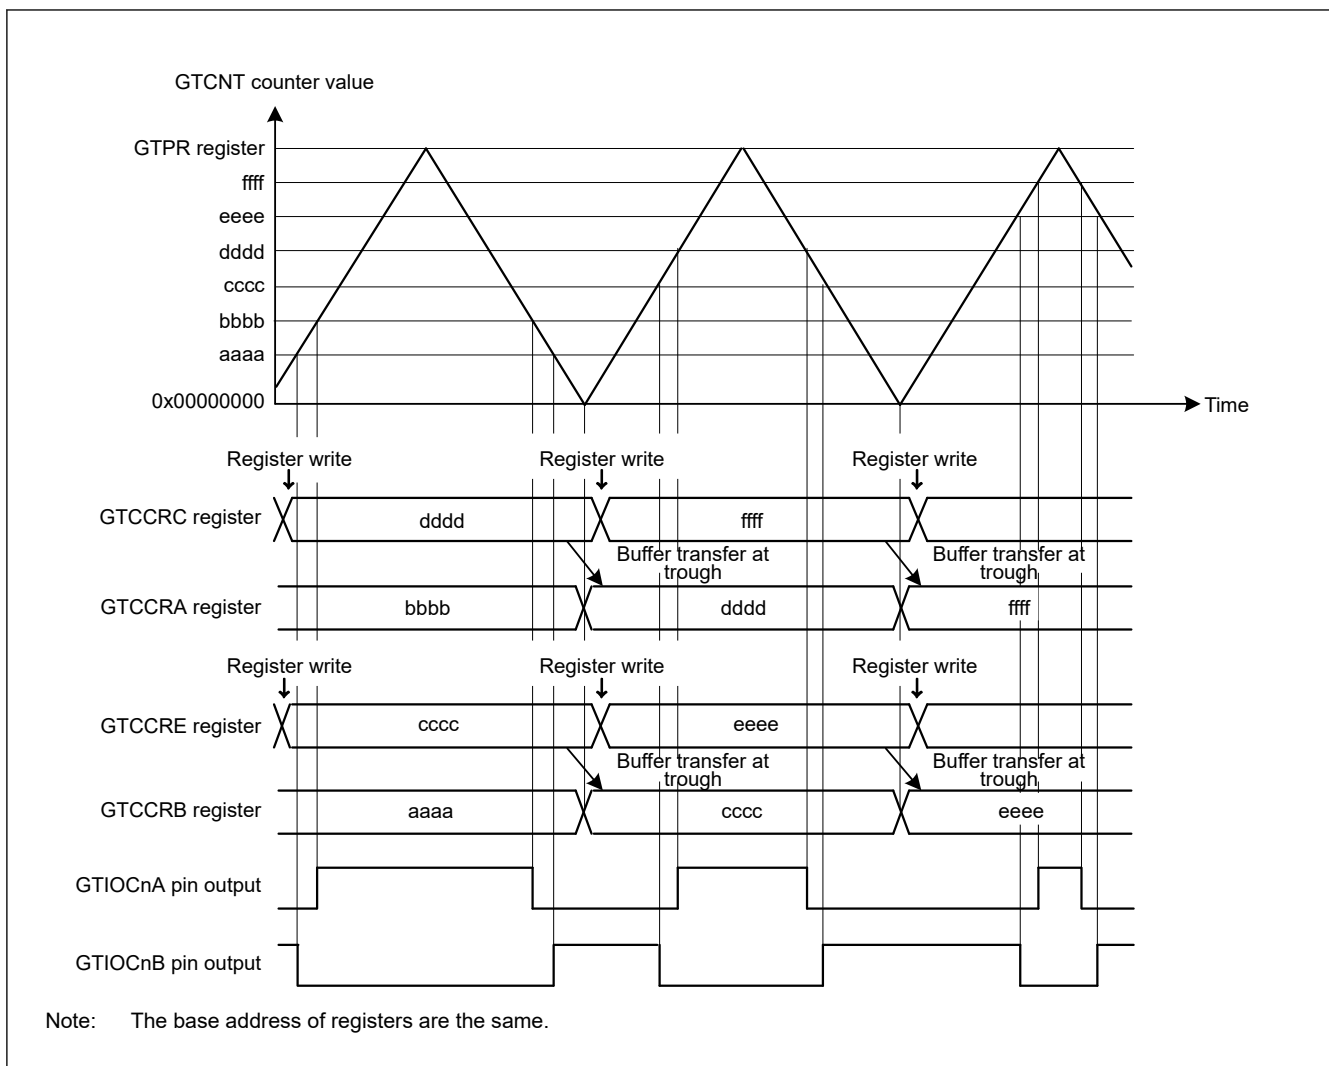 GTCNT counter value
GTPR register
ffff
eeee
dddd
cccc
bbbb
aaaa
0x00000000
Time
Register write Register write Register write
GTCCRC register dddd ffff
Buffer transfer at trough Buffer transfer at trough
GTCCRA register bbbb dddd ffff
Register write Register write Register write
GTCCRE register cccc eeee
Buffer transfer at trough Buffer transfer at trough
GTCCRB register aaaa cccc eeee
GTIOCnA pin output
GTIOCnB pin output
Note: The base address of registers are the same.